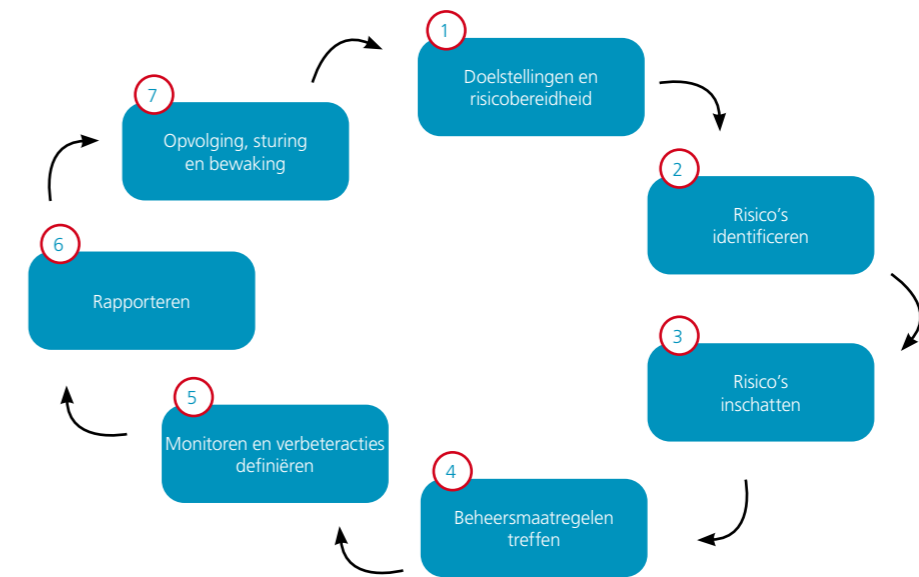 1
Doelstellingen en
risicobereidheid
2
Risico's
identificeren
3
Risico's
inschatten
4
Beheersmaatregelen
treffen
5
Monitoren en verbeteracties
definiëren
6
Rapporteren
7
Opvolging, sturing
en bewaking